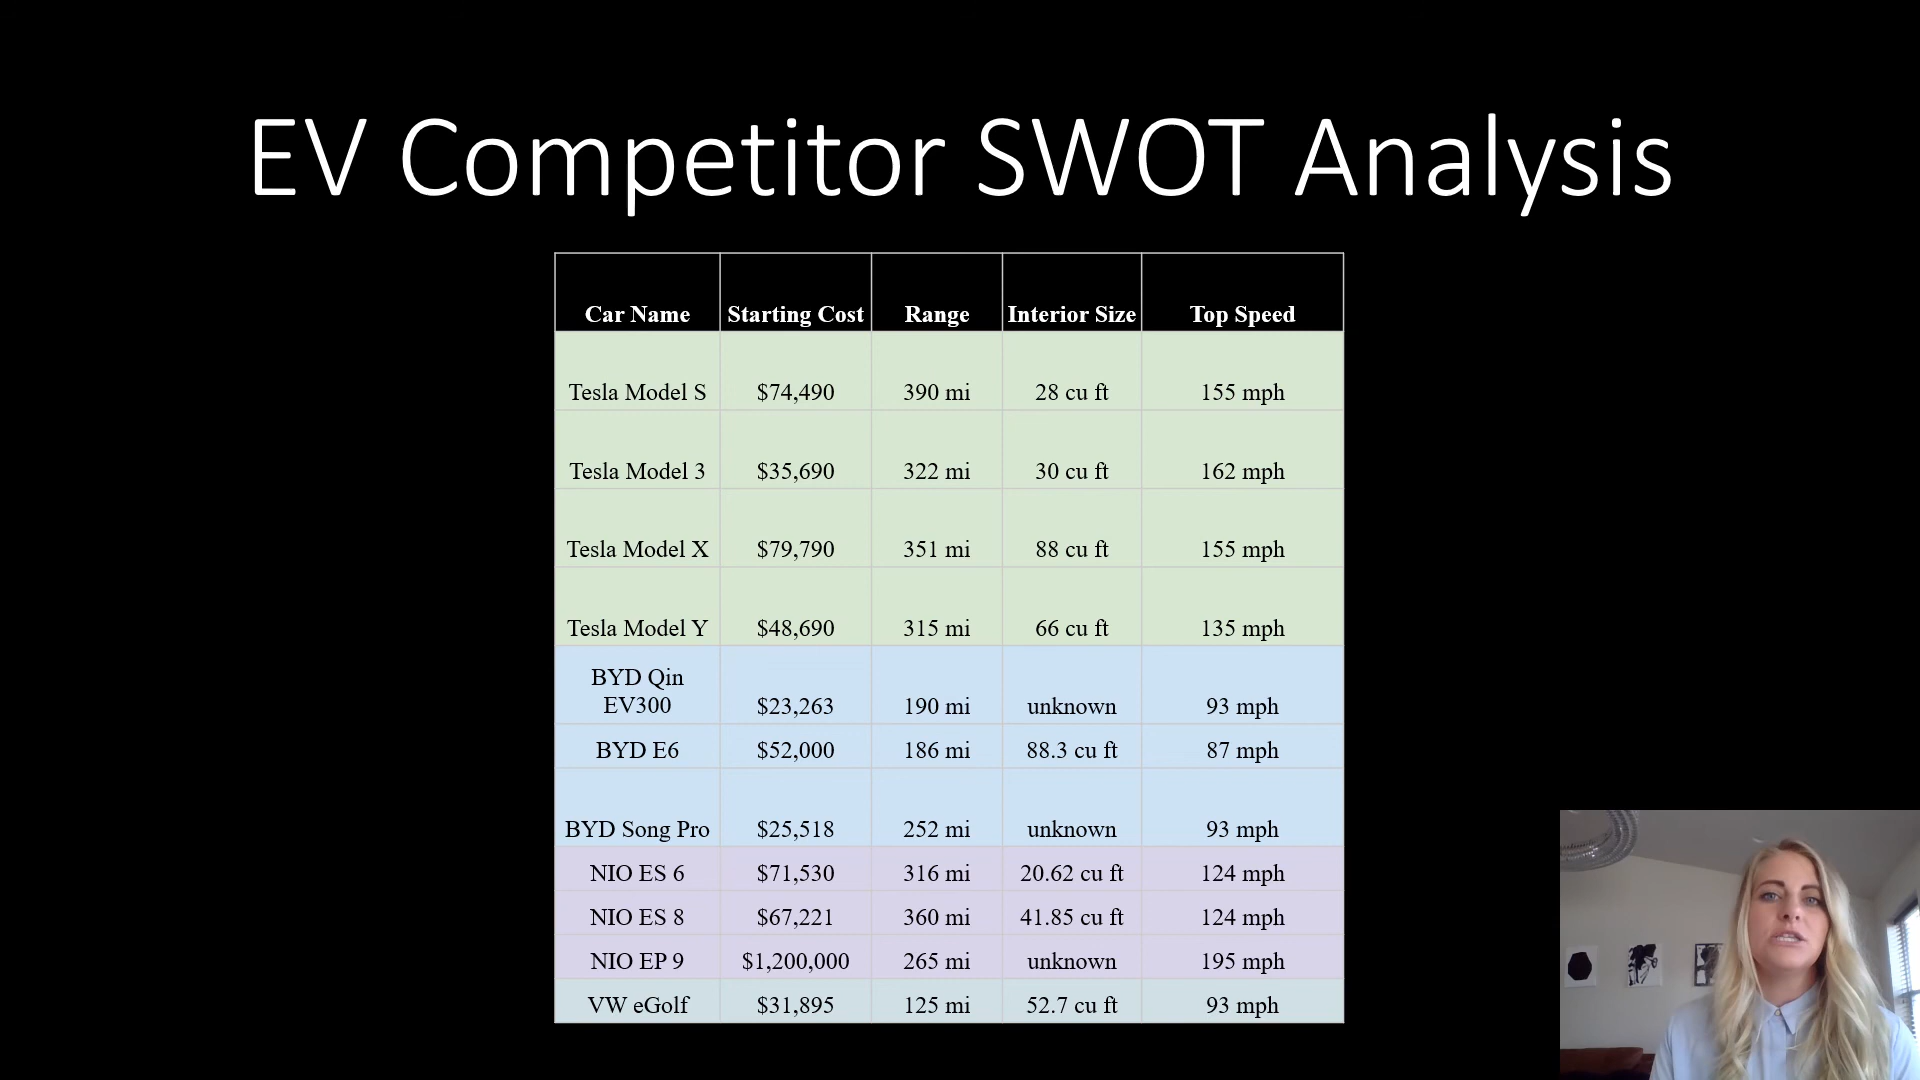 EV Competitor SWOT Analysis
Car Name Starting Cost Range Interior Size Top Speed
Tesla Model S $74,490 390 mi 28 cu ft 155 mph
Tesla Model 3 $35,690 322 mi 30 cu ft 162 mph
Tesla Model X $79,790 351 mi 88 cu ft 155 mph
Tesla Model Y $48,690 315 mi 66 cu ft 135 mph
BYD Qin
EV300 $23,263 190 mi unknown 93 mph
BYD E6 $52,000 186 mi 88.3 cu ft 87 mph
BYD Song Pro $25,518 252 mi unknown 93 mph
NIO ES 6 $71,530 316 mi 20.62 cu ft 124 mph
NIO ES 8 $67,221 360 mi 41.85 cu ft 124 mph
NIO EP 9 $1,200,000 265 mi unknown 195 mph
VW eGolf $31,895 125 mi 52.7 cu ft 93 mph